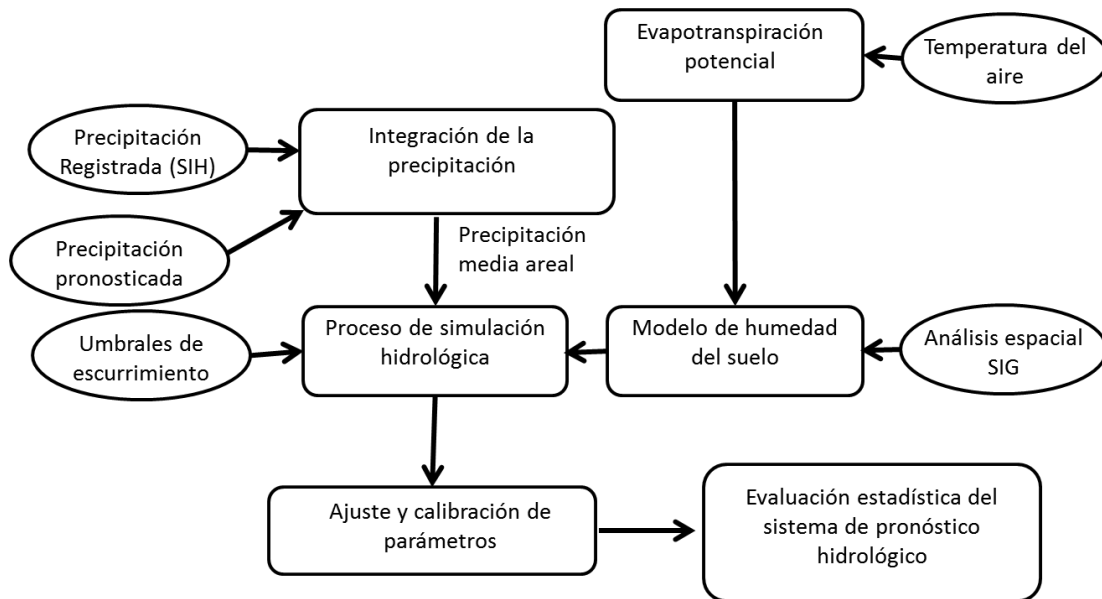 Evapotranspiración
potencial
Temperatura del
aire
Precipitación
Registrada (SIH)
Integración de la
precipitación
Precipitación
pronosticada
Precipitación
media areal
Umbrales de
escurrimiento
Proceso de simulación
hidrológica
Modelo de humedad
del suelo
Análisis espacial
SIG
Ajuste y calibración de
parámetros
Evaluación estadística del
sistema de pronóstico
hidrológico